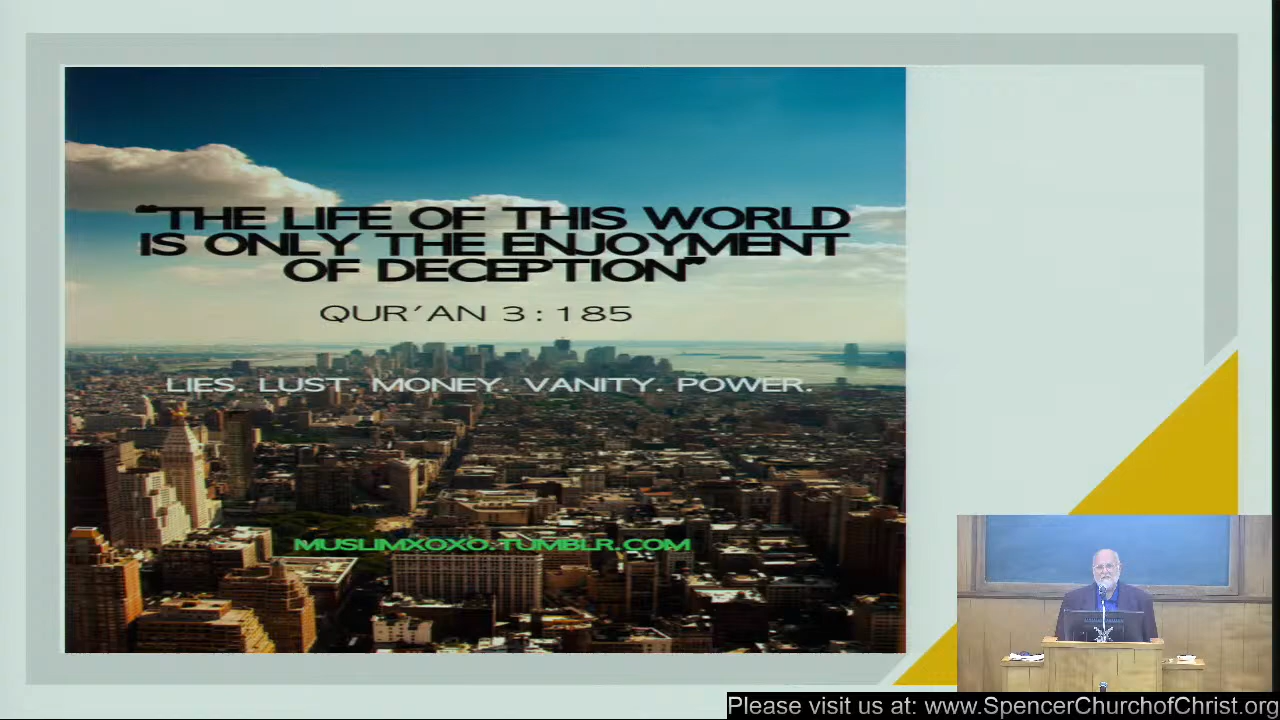 “THE LIFE OF THIS WORLD
IS ONLY THE ENJOYMENT
OF DECEPTION”
QUR’AN 3:185
LIES. LUST. MONEY. VANITY. POWER.
MUSLIMXOXO.TUMBLR.COM
Please visit us at: www.SpencerChurchofChrist.org